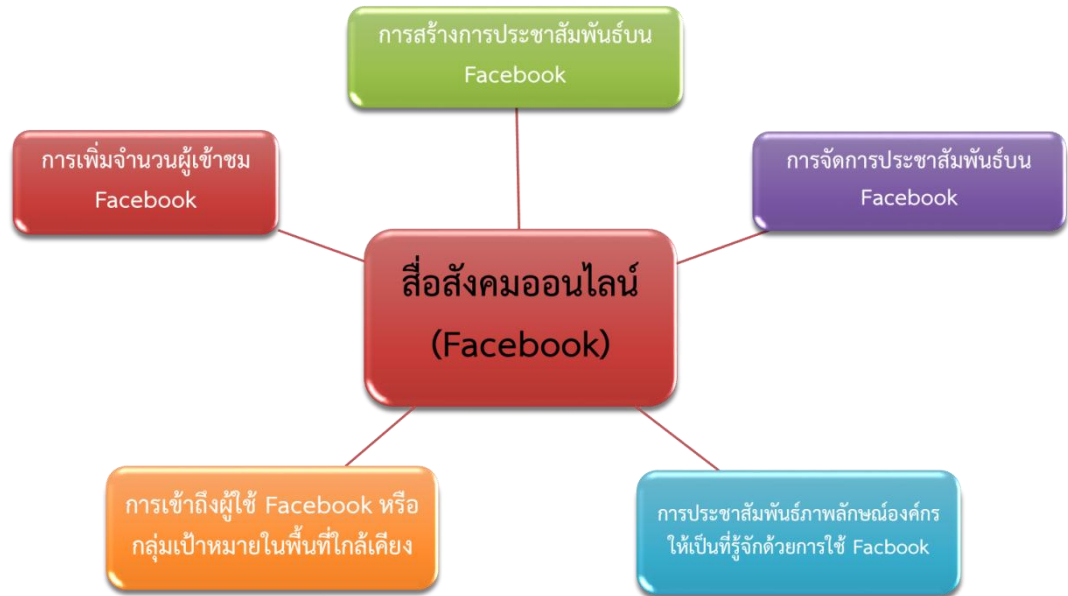 การสร้างการประชาสัมพันธ์บน
Facebook
การเพิ่มจำนวนผู้เข้าชม
Facebook
การจัดการประชาสัมพันธ์บน
Facebook
สื่อสังคมออนไลน์
(Facebook)
การเข้าถึงผู้ใช้ Facebook หรือ
กลุ่มเป้าหมายในพื้นที่ใกล้เคียง
การประชาสัมพันธ์ภาพลักษณ์องค์กร
ให้เป็นที่รู้จักด้วยการใช้ Facbook